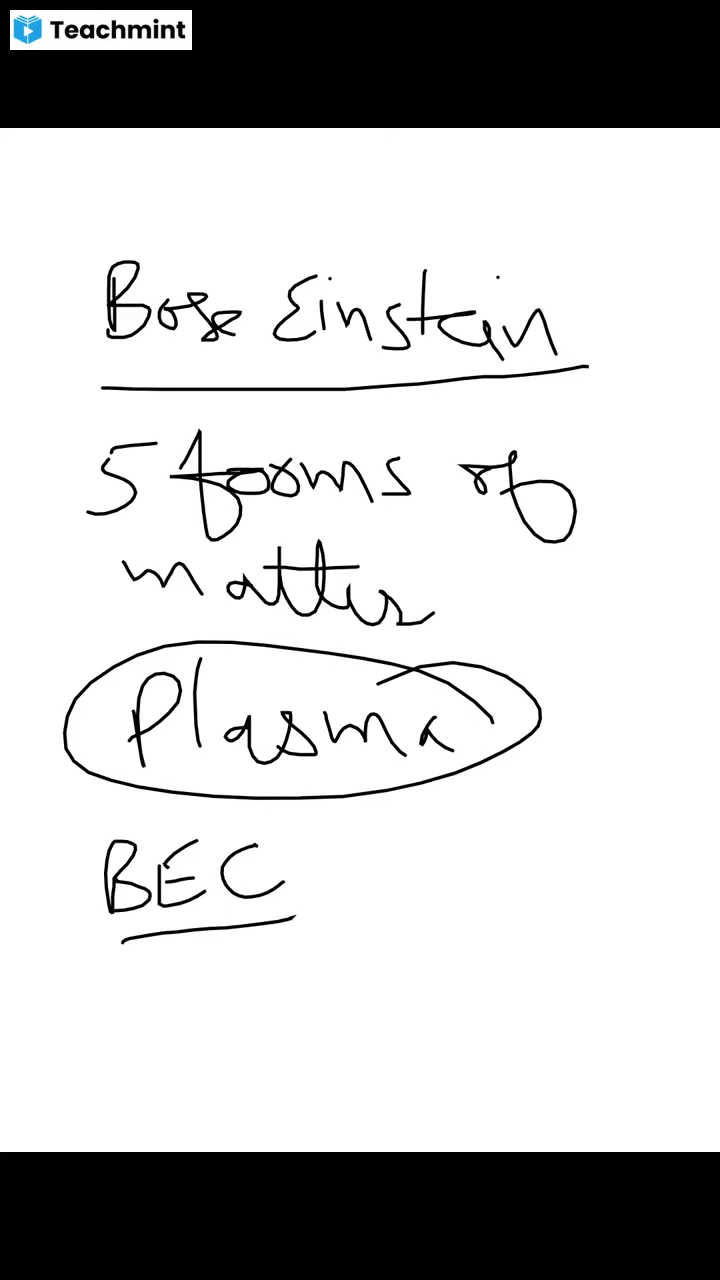 Teachmint
Bose Einstein
5 forms of
matter
Plasma
BEC